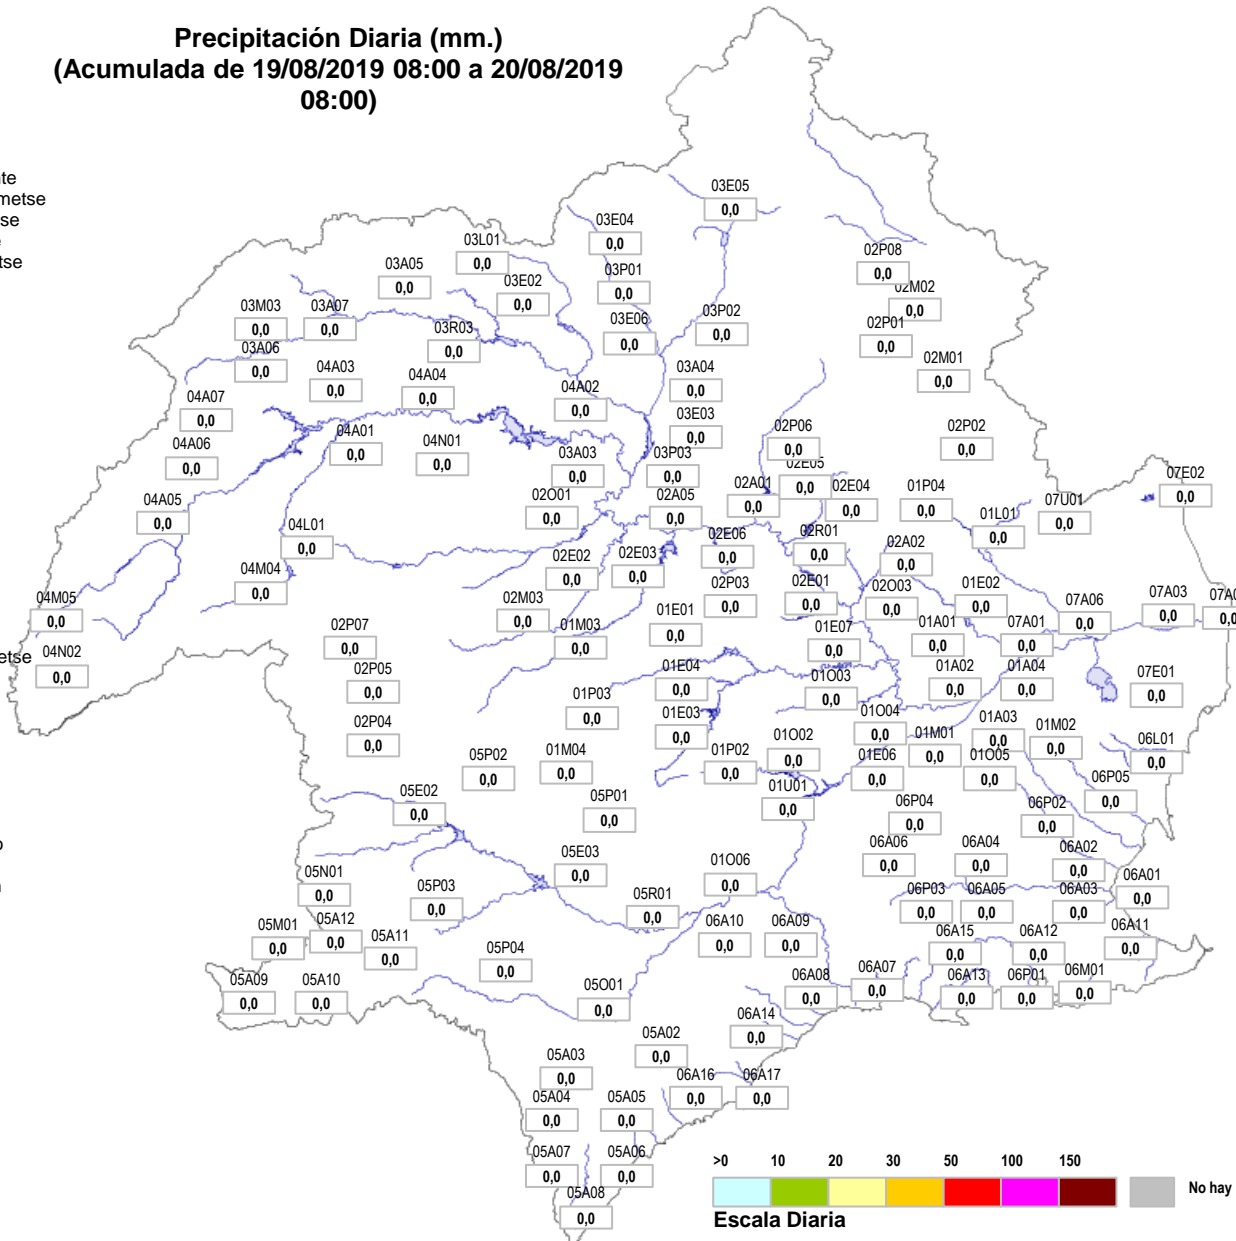 Precipitación Diaria (mm.)
(Acumulada de 19/08/2019 08:00 a 20/08/2019
08:00)
03E05
0,0
03E04
0,0
03L01
0,0
02P08
0,0
03A05
0,0
03P01
0,0
03E02
0,0
02M02
0,0
03M03
0,0
03A07
0,0
03E06
0,0
03P02
0,0
03R03
0,0
02P01
0,0
03A06
0,0
04A03
0,0
04A04
0,0
04A02
0,0
03A04
0,0
02M01
0,0
04A07
0,0
03E03
0,0
04A01
0,0
04N01
0,0
02P06
0,0
02P02
0,0
04A06
0,0
03A03
0,0
03P03
0,0
02E05
0,0
07E02
0,0
04A05
0,0
02O01
0,0
02A05
0,0
02A01
0,0
02E04
0,0
01P04
0,0
01L01
0,0
07U01
0,0
04L01
0,0
02E02
0,0
02E03
0,0
02E06
0,0
02R01
0,0
02A02
0,0
04M04
0,0
04M05
0,0
02M03
0,0
01E01
0,0
02P03
0,0
02E01
0,0
02O03
0,0
01E02
0,0
07A06
0,0
07A03
0,0
07A0
0,0
02P07
0,0
01M03
0,0
01E07
0,0
01A01
0,0
07A01
0,0
etse
04N02
0,0
02P05
0,0
01E04
0,0
01O03
0,0
01A02
0,0
01A04
0,0
07E01
0,0
01P03
0,0
01E03
0,0
01O04
0,0
01A03
0,0
01M02
0,0
02P04
0,0
01M01
0,0
06L01
0,0
05P02
0,0
01M04
0,0
01P02
0,0
01O02
0,0
01E06
0,0
01O05
0,0
05E02
0,0
05P01
0,0
01U01
0,0
06P04
0,0
06P02
0,0
06P05
0,0
05N01
0,0
05P03
0,0
05E03
0,0
01O06
0,0
06A06
0,0
06A04
0,0
06A02
0,0
06A01
0,0
05R01
0,0
06P03
0,0
06A05
0,0
06A03
0,0
05M01
0,0
05A12
0,0
05A11
0,0
05P04
0,0
06A10
0,0
06A09
0,0
06A15
0,0
06A12
0,0
06A11
0,0
05A09
0,0
05A10
0,0
05O01
0,0
06A08
0,0
06A07
0,0
06A13
0,0
06P01
0,0
06M01
0,0
05A02
0,0
06A14
0,0
05A03
0,0
06A16
0,0
06A17
0,0
05A04
0,0
05A05
0,0
05A07
0,0
05A06
0,0
05A08
0,0
>0 10 20 30 50 100 150
No hay
Escala Diaria